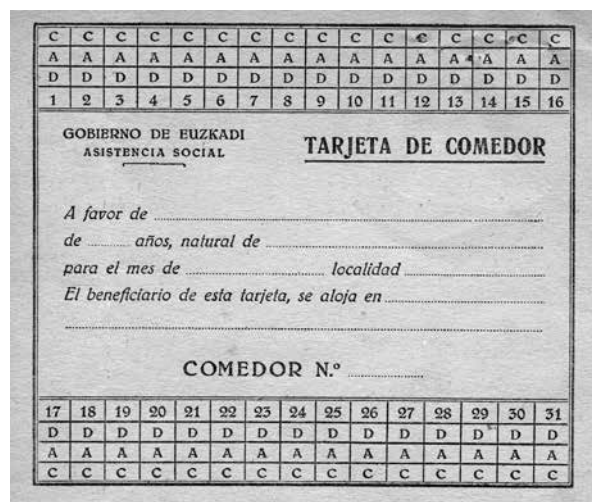 C C C C C C C C C C C C C C C C
A A A A A A A A A A A A A A A A
D D D D D D D D D D D D D D D D
1 2 3 4 5 6 7 8 9 10 11 12 13 14 15 16
GOBIERNO DE EUZKADI
ASISTENCIA SOCIAL
TARJETA DE COMEDOR
A favor de
de años, natural de
para el mes de localidad
El beneficiario de esta tarjeta, se aloja en
COMEDOR N.º
17 18 19 20 21 22 23 24 25 26 27 28 29 30 31
D D D D D D D D D D D D D D D
A A A A A A A A A A A A A A A
C C C C C C C C C C C C C C C